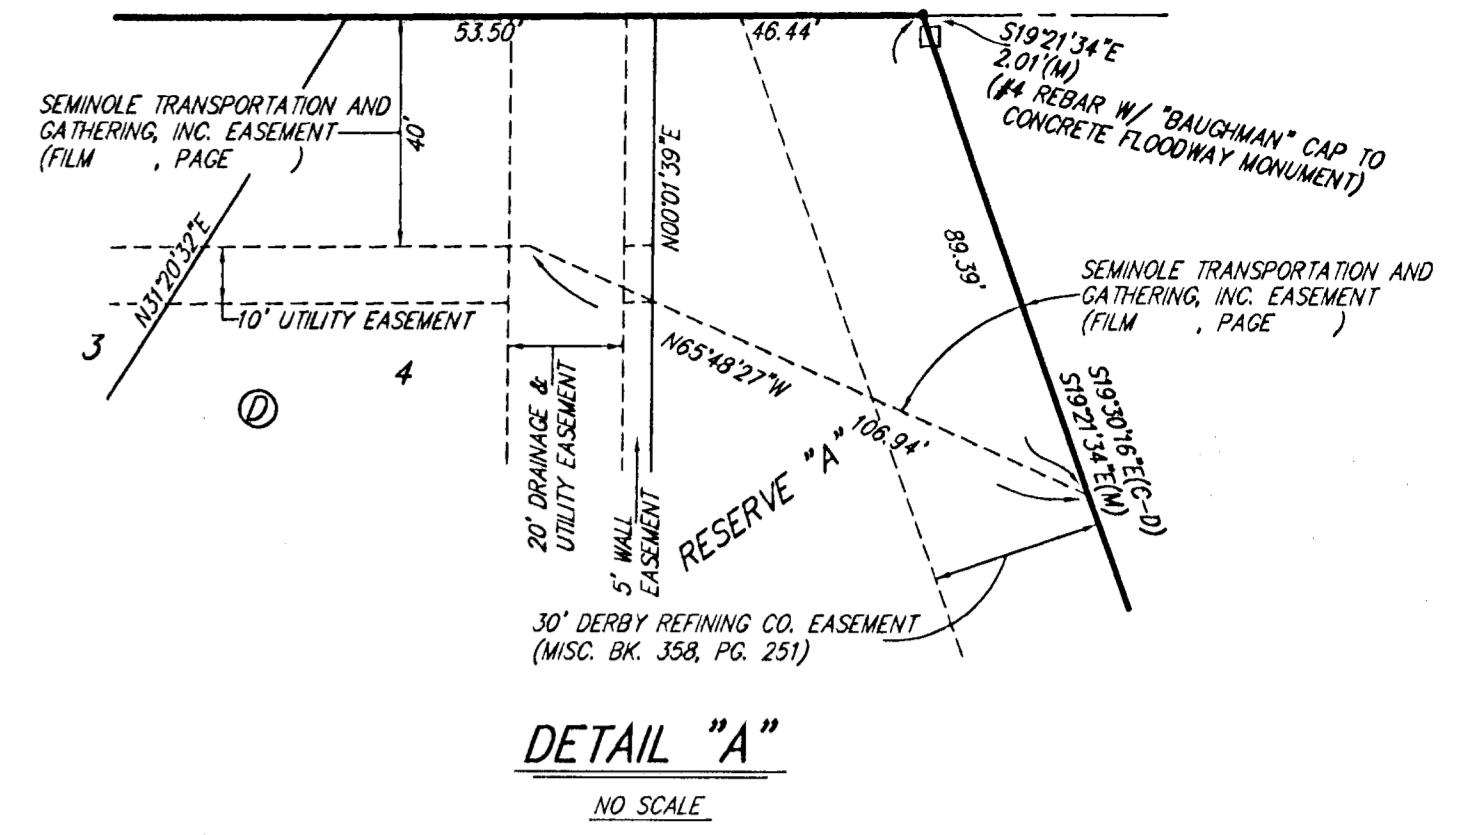 53.50'
46.44'
S19°21'34"E
2.01'(M)
(#4 REBAR W/ "BAUGHMAN" CAP TO
CONCRETE FLOODWAY MONUMENT)
SEMINOLE TRANSPORTATION AND
GATHERING, INC. EASEMENT
(FILM , PAGE )
40'
N00°01'39"E
N31°20'32"E
89.39'
SEMINOLE TRANSPORTATION AND
GATHERING, INC. EASEMENT
(FILM , PAGE )
10' UTILITY EASEMENT
3
4
D
N65°48'27"W
106.94'
S19°30'16"E(C-D)
S19°21'34"E(M)
20' DRAINAGE &
UTILITY EASEMENT
5' WALL
EASEMENT
RESERVE "A"
30' DERBY REFINING CO. EASEMENT
(MISC. BK. 358, PG. 251)
DETAIL "A"
NO SCALE